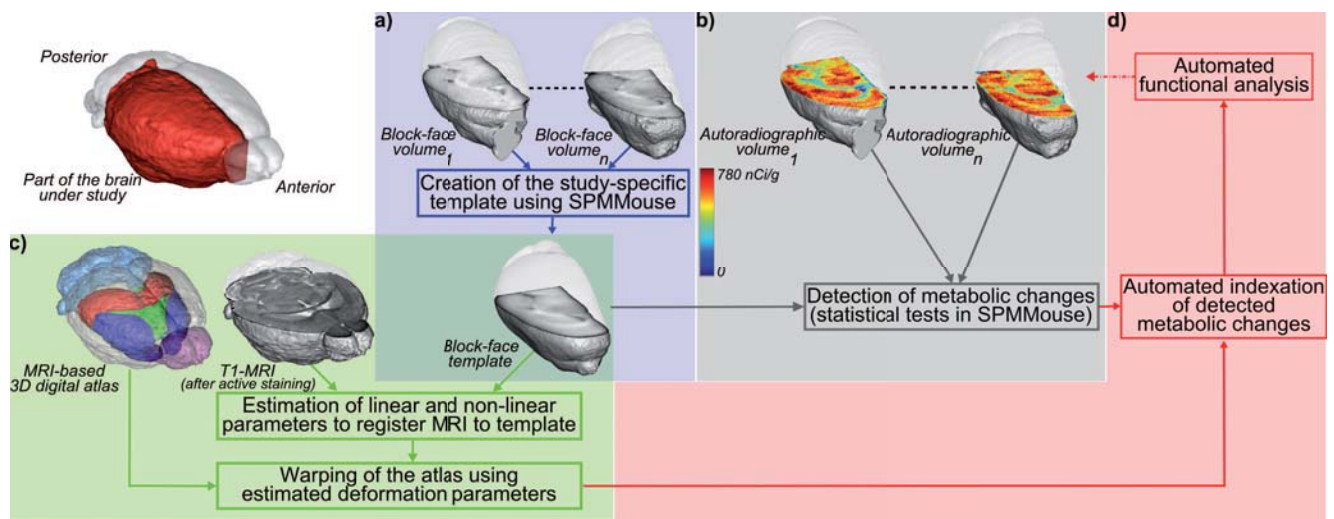 a)
b)
d)
Posterior
Part of the brain
under study
Anterior
Block-face
volume1
Block-face
volumen
Creation of the study-specific
template using SPMMouse
Autoradiographic
volume1
Autoradiographic
volumen
780 nCi/g
0
Automated
functional analysis
c)
MRI-based
3D digital atlas
T1-MRI
(after active staining)
Block-face
template
Detection of metabolic changes
(statistical tests in SPMMouse)
Automated indexation
of detected
metabolic changes
Estimation of linear and non-linear
parameters to register MRI to template
Warping of the atlas using
estimated deformation parameters